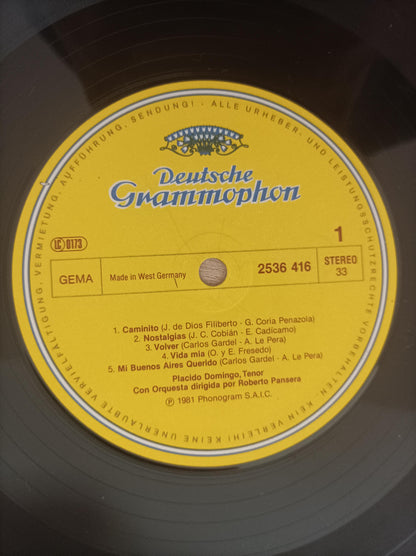 ALLE URHEBER- UND LEISTUNGSSCHUTZRECHTE VORBEHALTEN. KEIN VERLEIH! KEINE UNERLAUBTE VERVIELFÄLTIGUNG, VERMIETUNG, AUFFÜHRUNG, SENDUNG!
Deutsche
Grammophon
LC 0173
1
GEMA
Made in West Germany
2536 416
STEREO
33
1. Caminito (J. de Dios Filiberto - G. Coria Penazola)
2. Nostalgias (J. C. Cobián - E. Cadícamo)
3. Volver (Carlos Gardel - A. Le Pera)
4. Vida mia (O. y E. Fresedo)
5. Mi Buenos Aires Querido (Carlos Gardel - A. Le Pera)
Placido Domingo, Tenor
Con Orquesta dirigida por Roberto Pansera
Ⓟ 1981 Phonogram S.A.I.C.